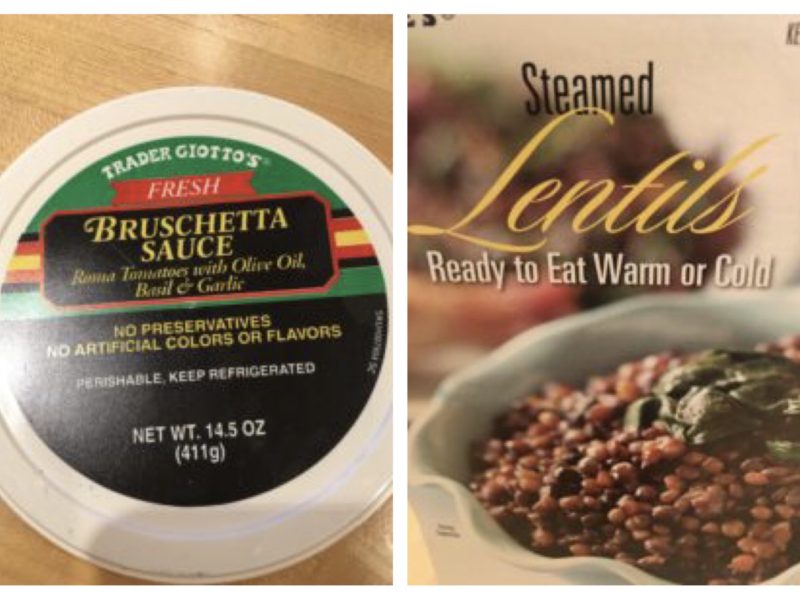 TRADER GIOTTO'S®
FRESH
BRUSCHETTA
SAUCE
Roma Tomatoes with Olive Oil,
Basil & Garlic
NO PRESERVATIVES
NO ARTIFICIAL COLORS OR FLAVORS
PERISHABLE, KEEP REFRIGERATED
NET WT. 14.5 OZ
(411g)
Steamed
Lentils
Ready to Eat Warm or Cold